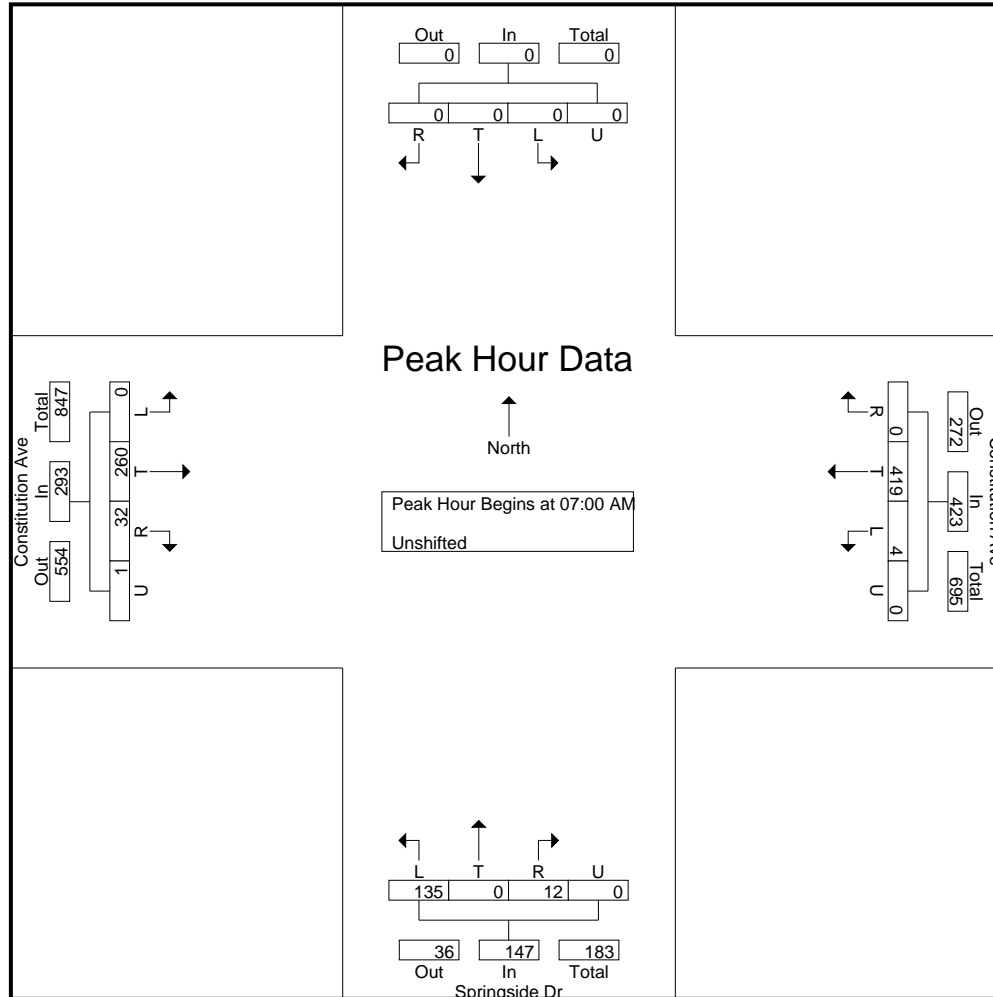 Out In Total
0 0 0
0 0 0 0
R T L U
Peak Hour Data
North
Peak Hour Begins at 07:00 AM
Unshifted
Constitution Ave
Total In Out
847 293 554
0 260 32 1
L T R U
R T L U
0 419 4 0
Out In Total
272 423 695
L T R U
135 0 12 0
36 147 183
Out In Total
Springside Dr